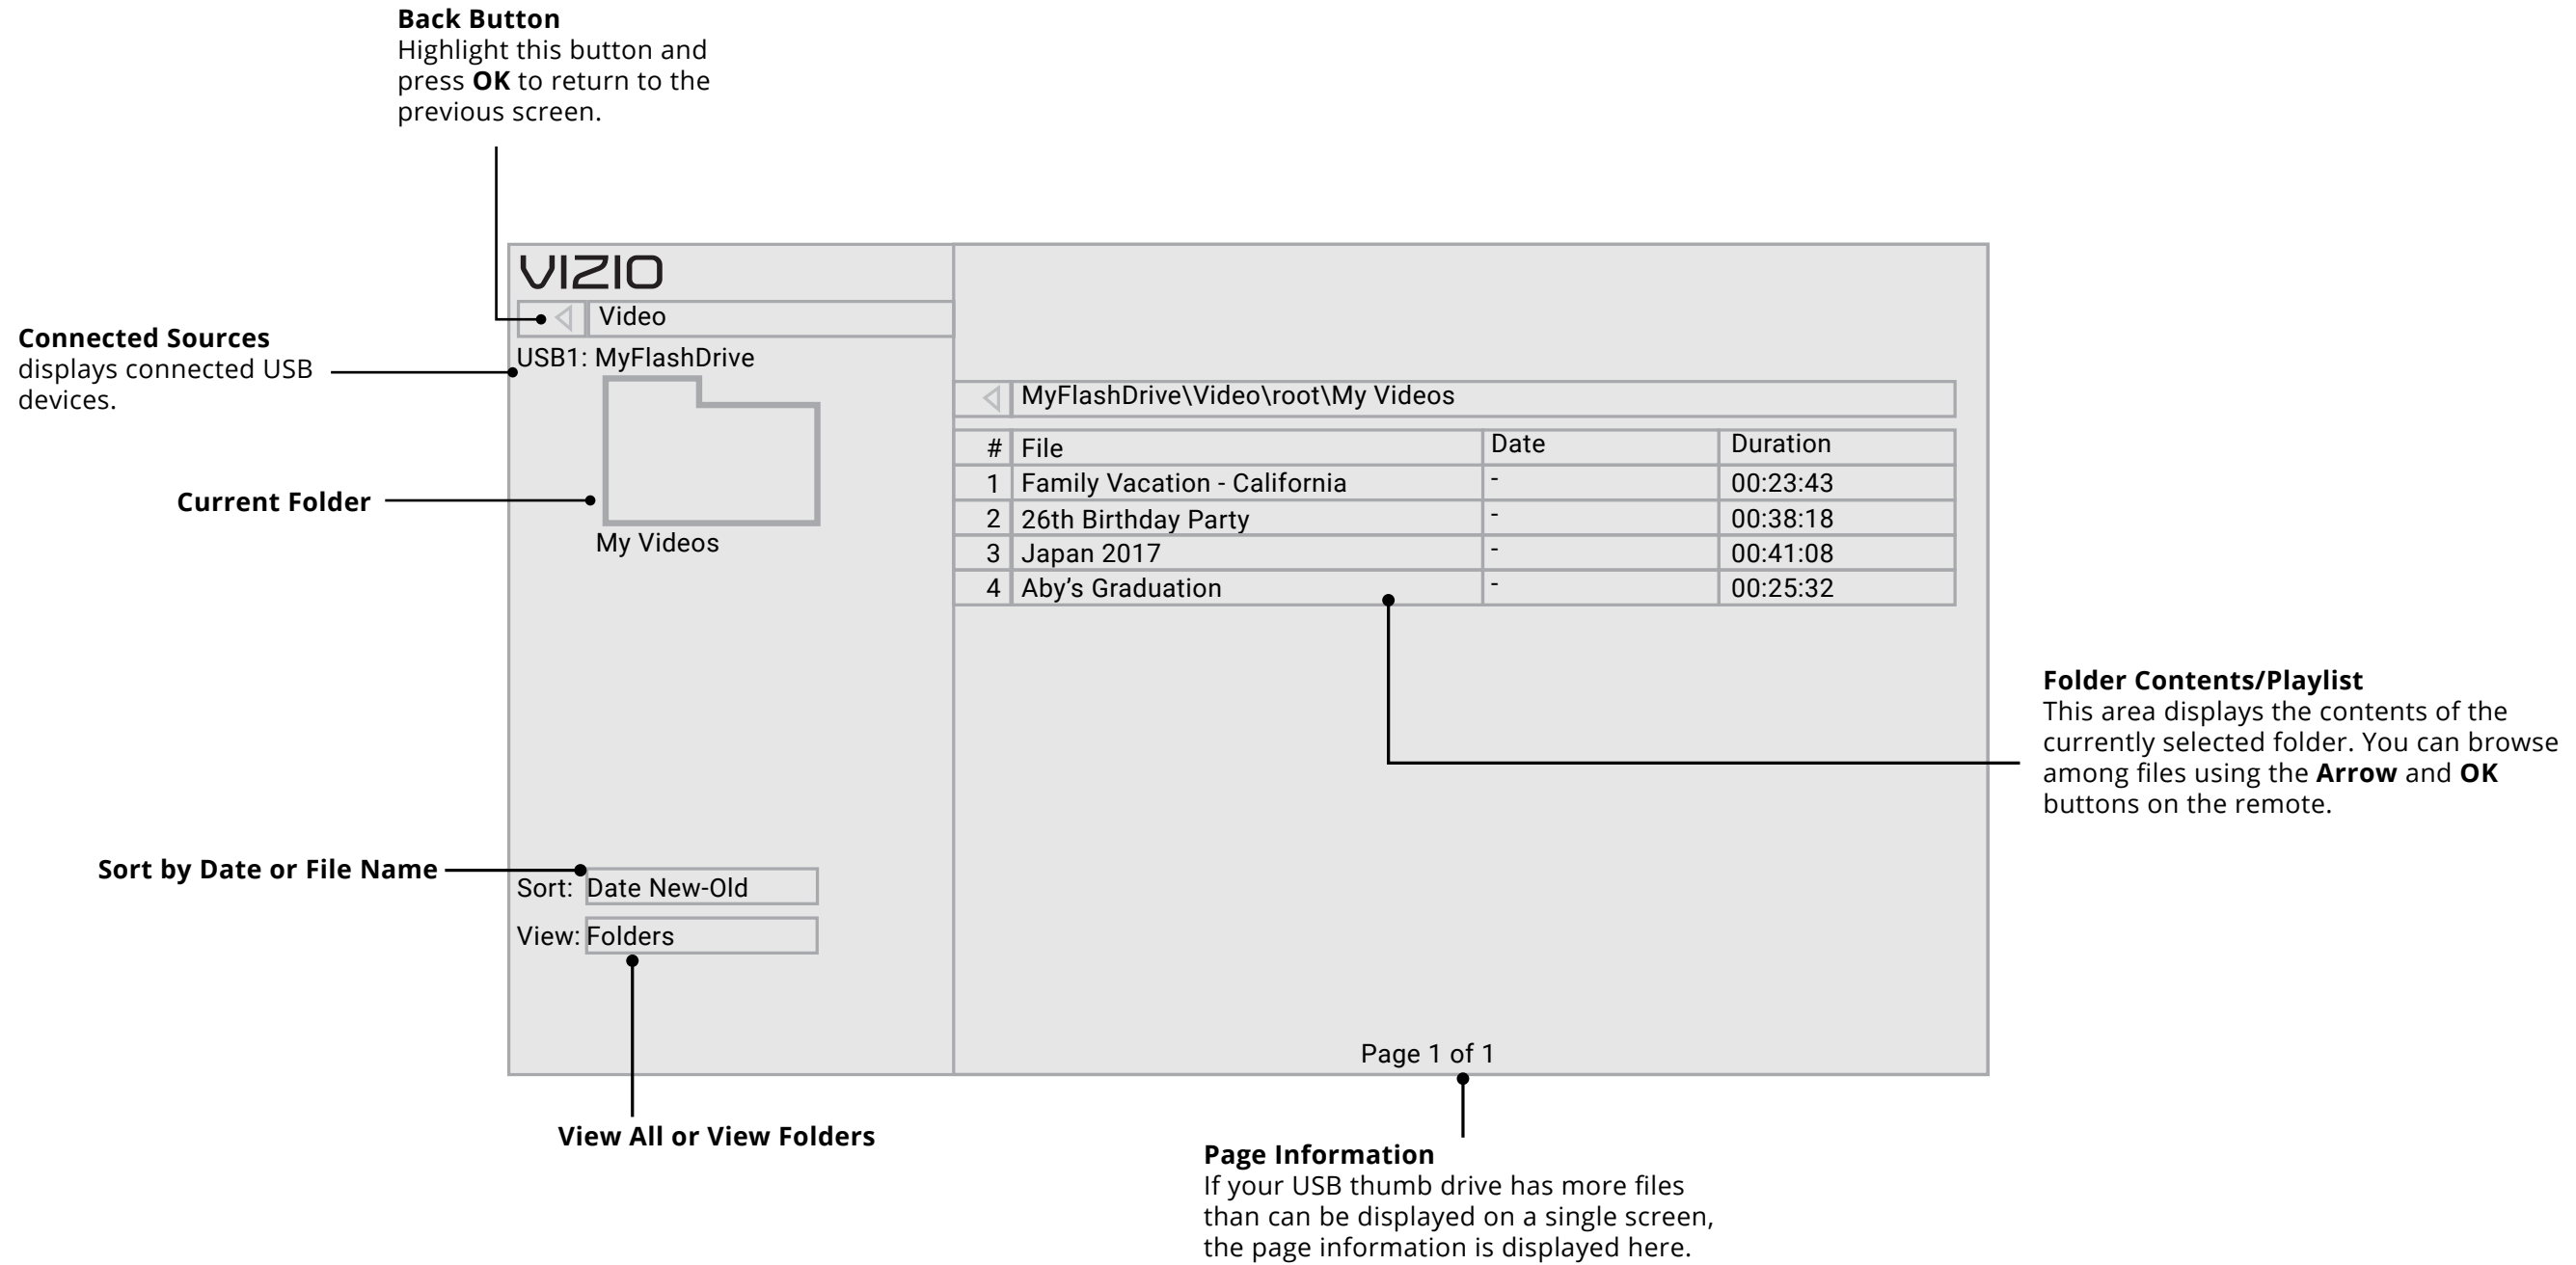 Back Button
Highlight this button and
press OK to return to the
previous screen.
VIZIO
Video
Connected Sources
displays connected USB
devices.
USB1: MyFlashDrive
Current Folder
My Videos
MyFlashDrive\Video\root\My Videos
# File Date Duration
1 Family Vacation - California - 00:23:43
2 26th Birthday Party - 00:38:18
3 Japan 2017 - 00:41:08
4 Aby’s Graduation - 00:25:32
Folder Contents/Playlist
This area displays the contents of the
currently selected folder. You can browse
among files using the Arrow and OK
buttons on the remote.
Sort by Date or File Name
Sort: Date New-Old
View: Folders
Page 1 of 1
View All or View Folders
Page Information
If your USB thumb drive has more files
than can be displayed on a single screen,
the page information is displayed here.